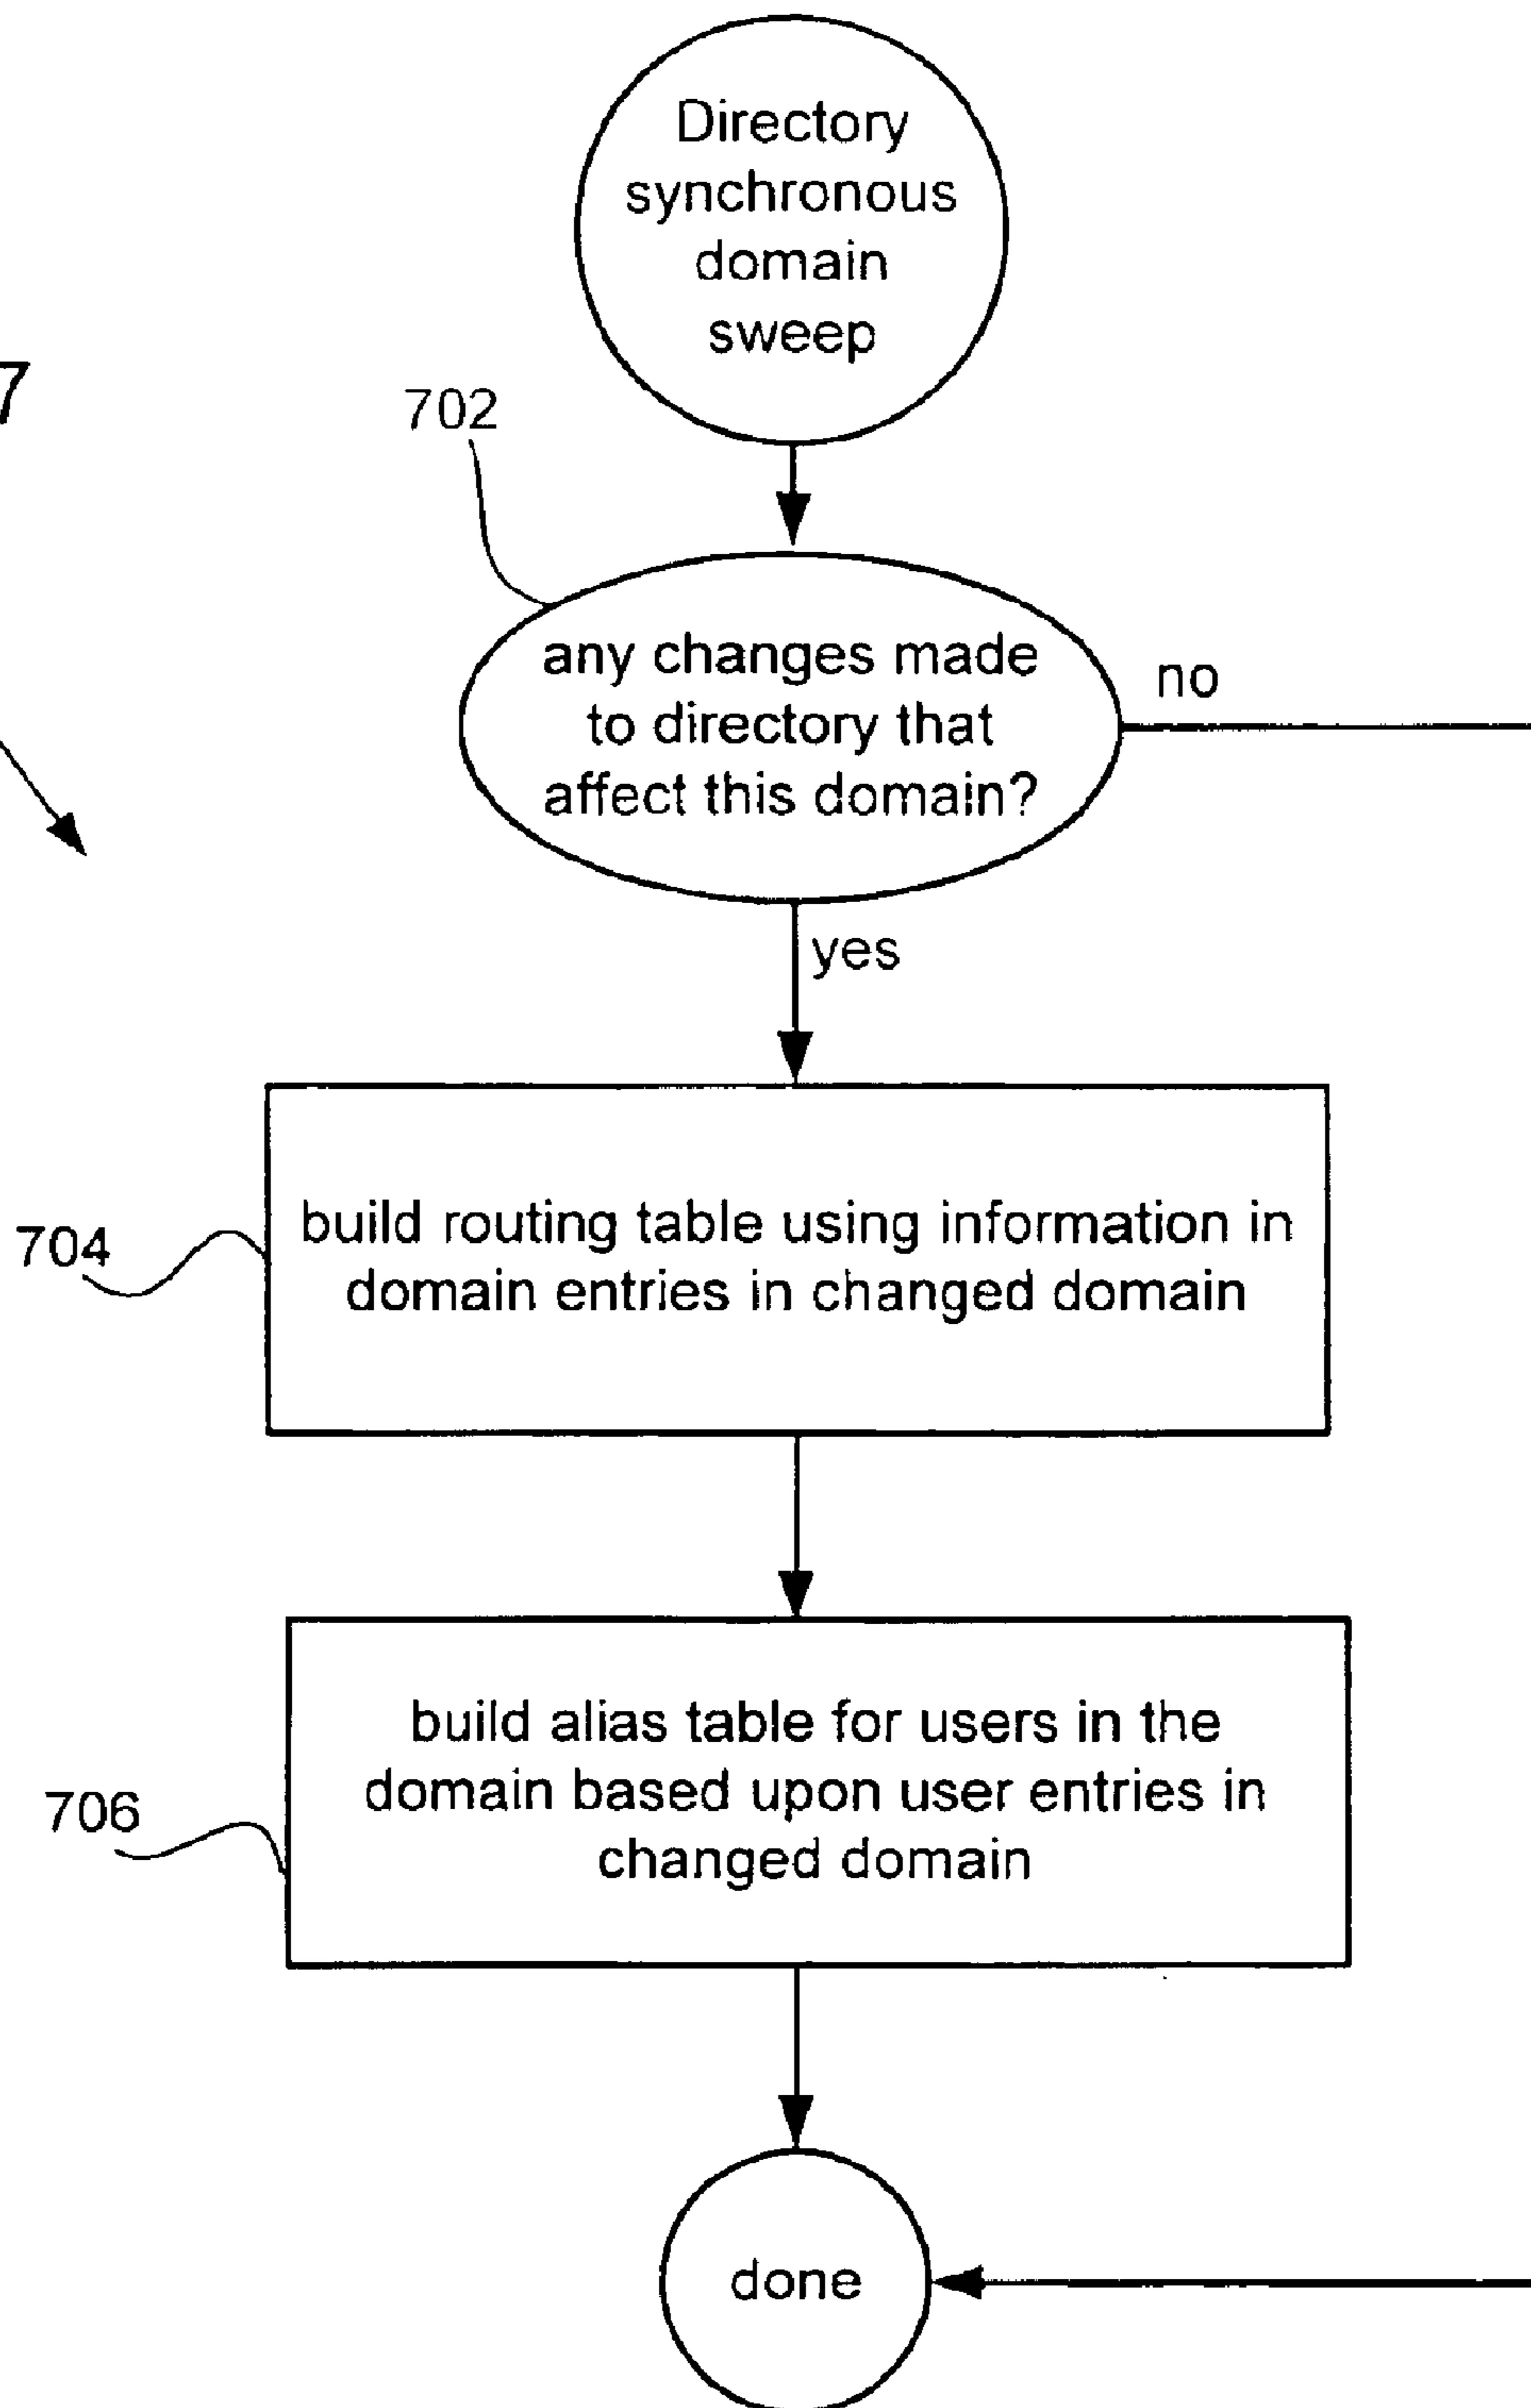 Directory
synchronous
domain
sweep
7
702
any changes made
to directory that
affect this domain?
no
yes
704
build routing table using information in
domain entries in changed domain
706
build alias table for users in the
domain based upon user entries in
changed domain
done